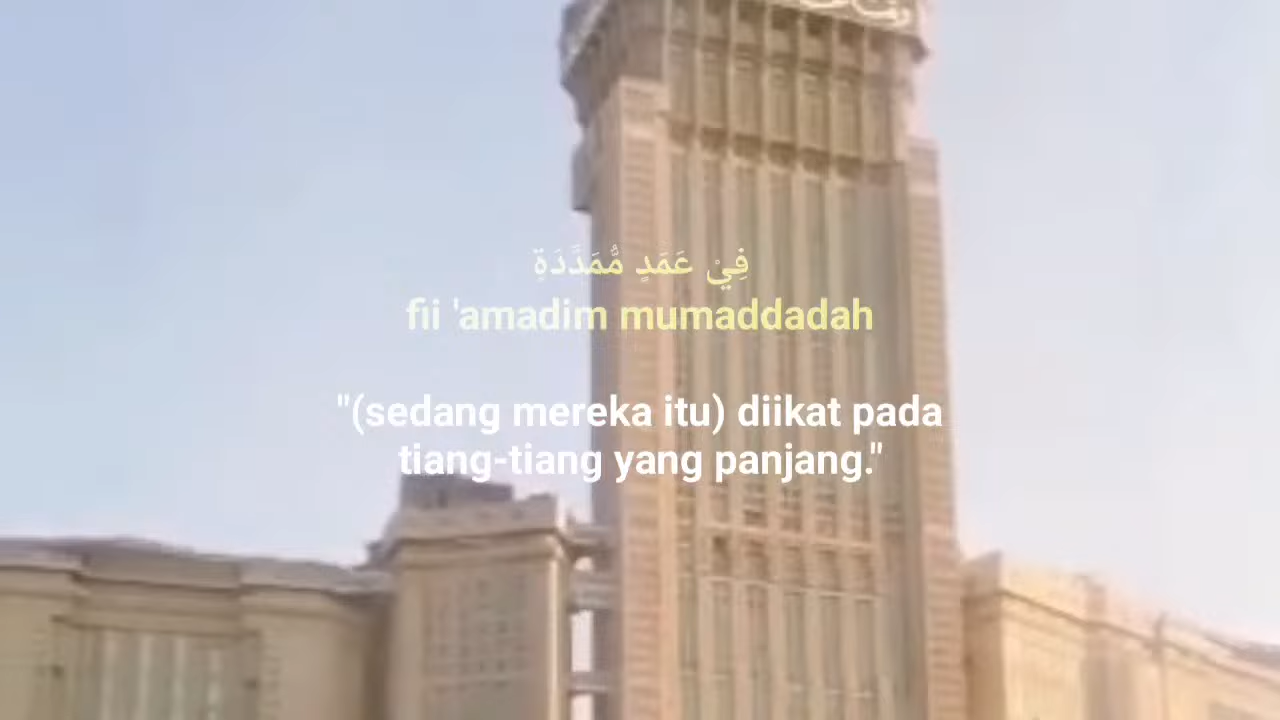 فِيْ عَمَدٍ مُّمَدَّدَةٍ
fii 'amadim mumaddadah
"(sedang mereka itu) diikat pada
tiang-tiang yang panjang."